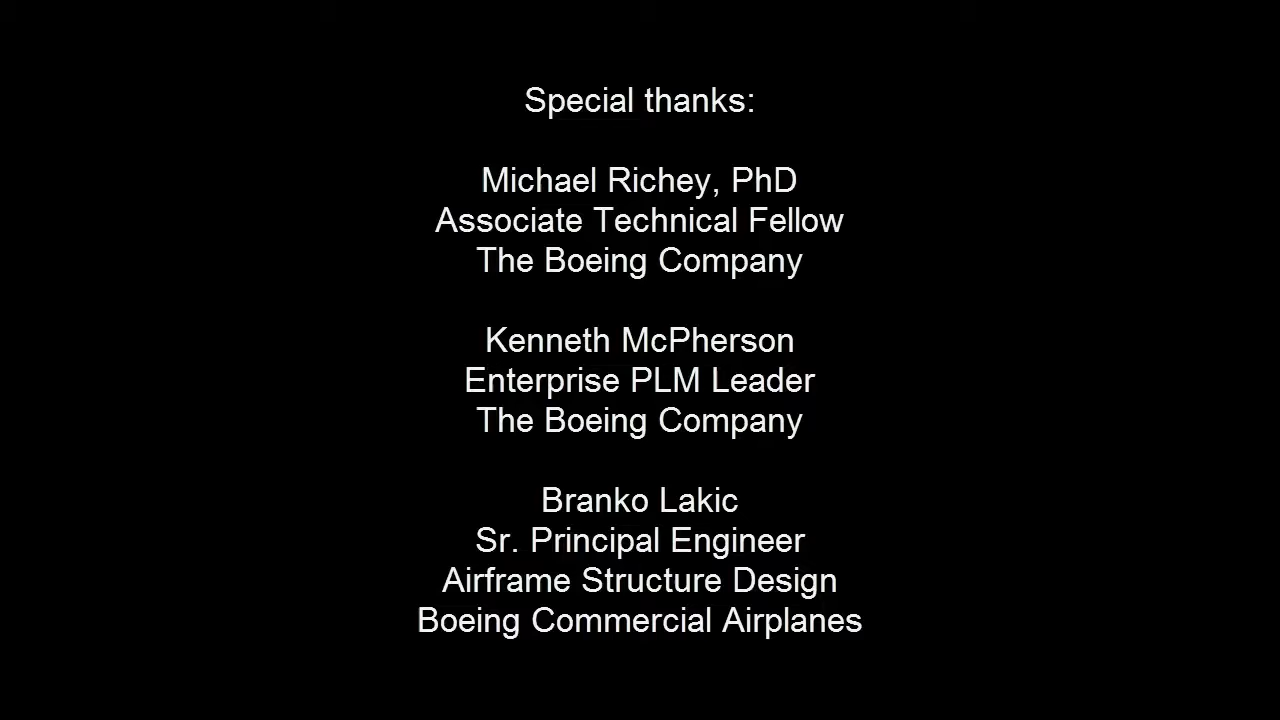 Special thanks:
Michael Richey, PhD
Associate Technical Fellow
The Boeing Company
Kenneth McPherson
Enterprise PLM Leader
The Boeing Company
Branko Lakic
Sr. Principal Engineer
Airframe Structure Design
Boeing Commercial Airplanes